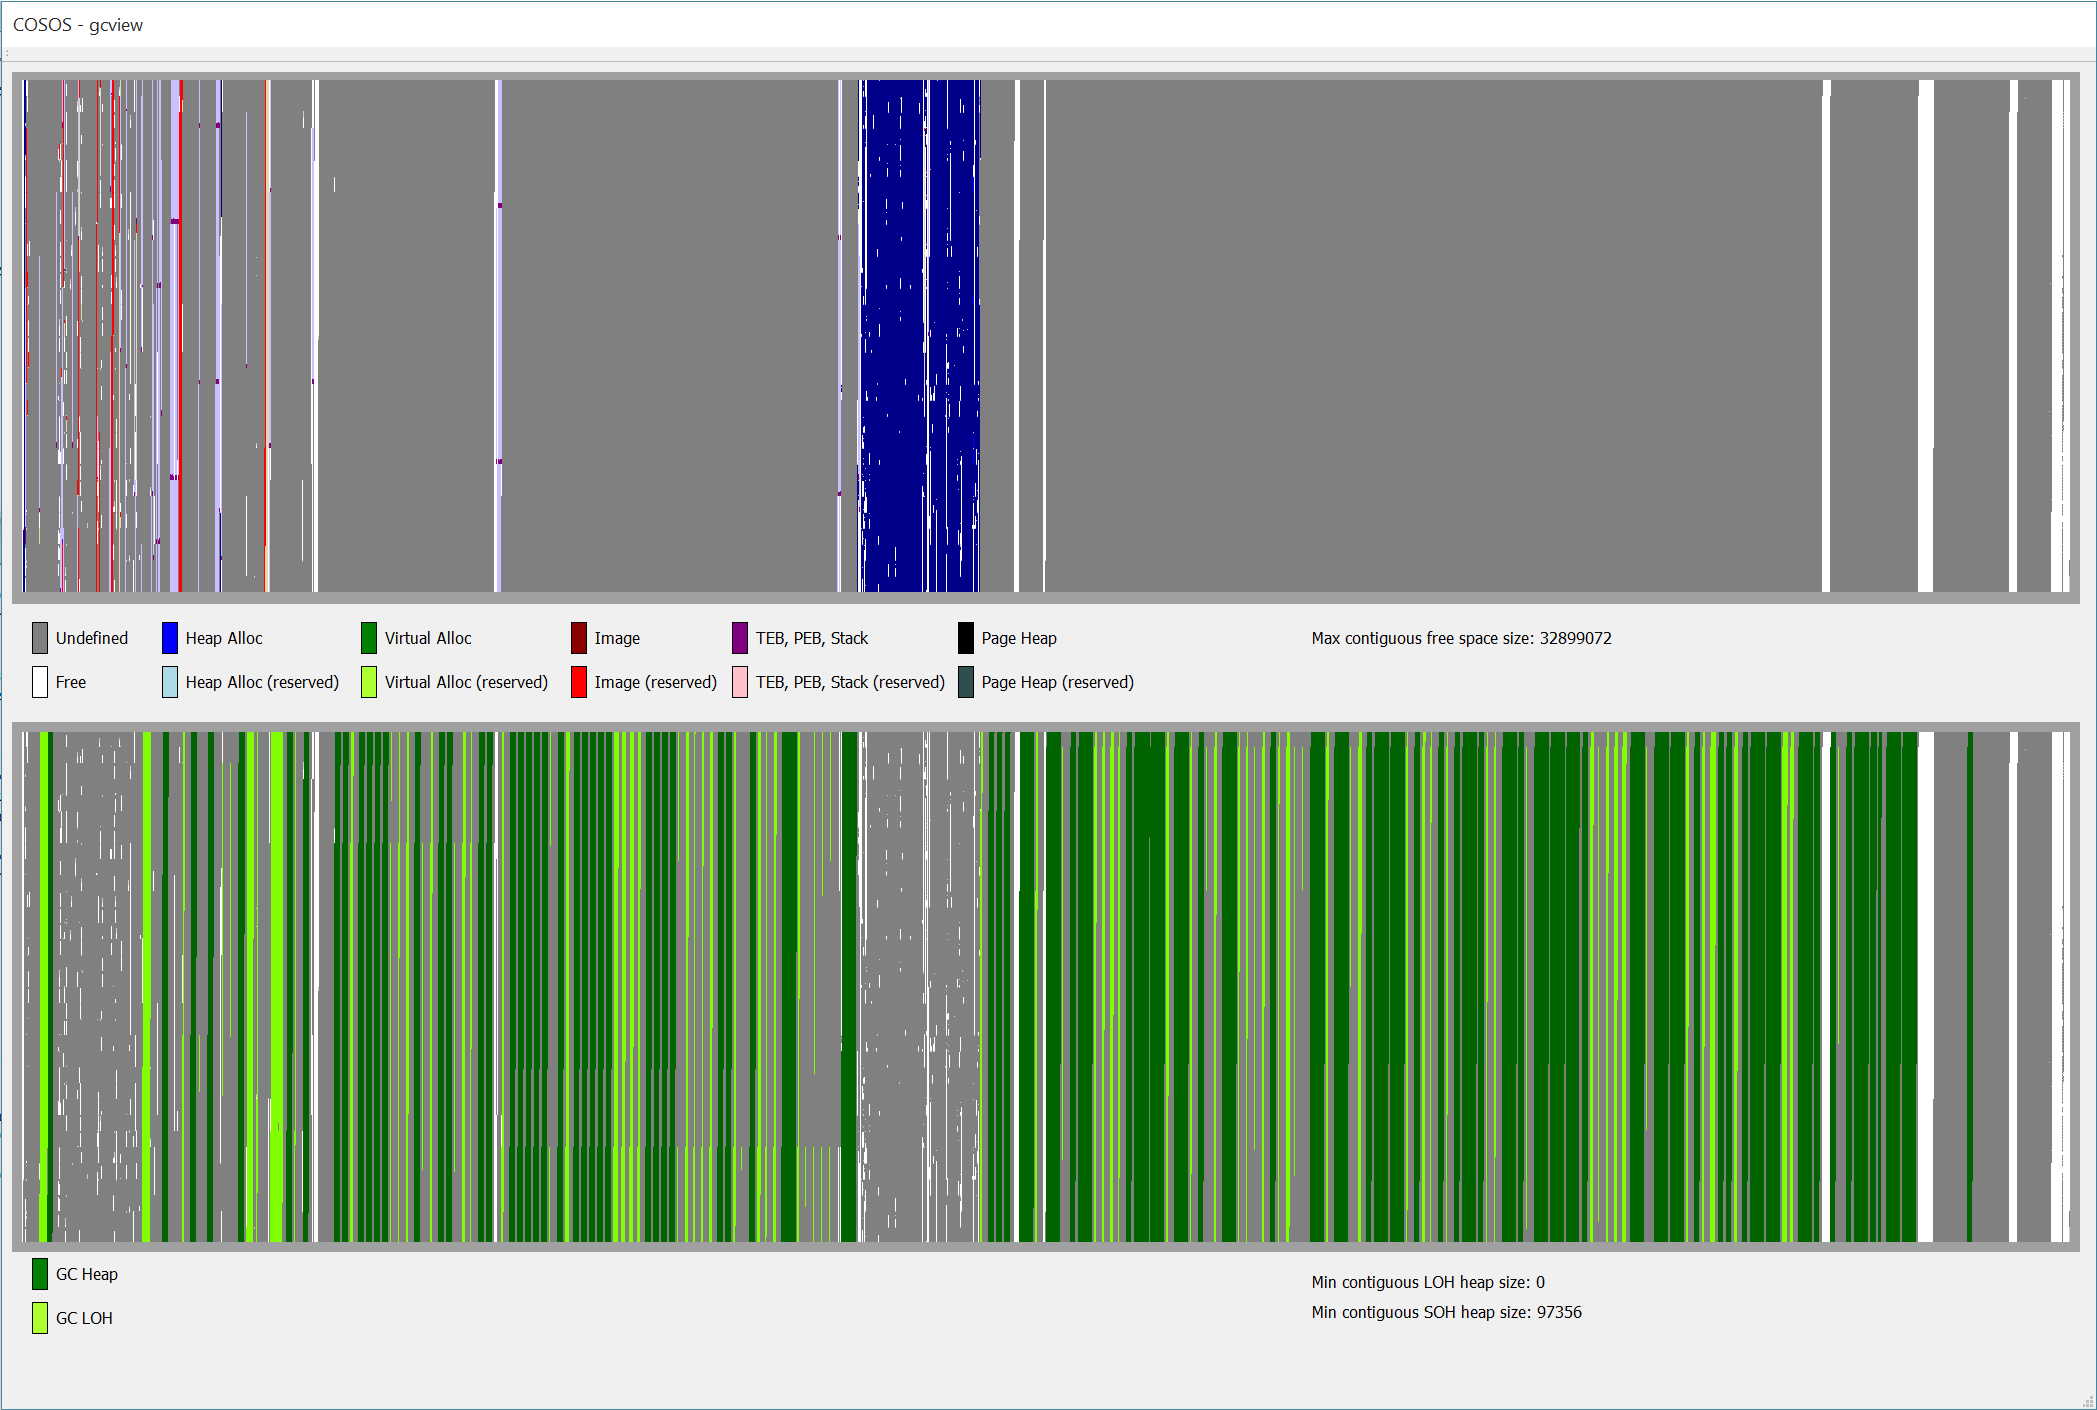 COSOS - gcview
Undefined Heap Alloc Virtual Alloc Image TEB, PEB, Stack Page Heap Max contiguous free space size: 32899072
Free Heap Alloc (reserved) Virtual Alloc (reserved) Image (reserved) TEB, PEB, Stack (reserved) Page Heap (reserved)
GC Heap Min contiguous LOH heap size: 0
GC LOH Min contiguous SOH heap size: 97356